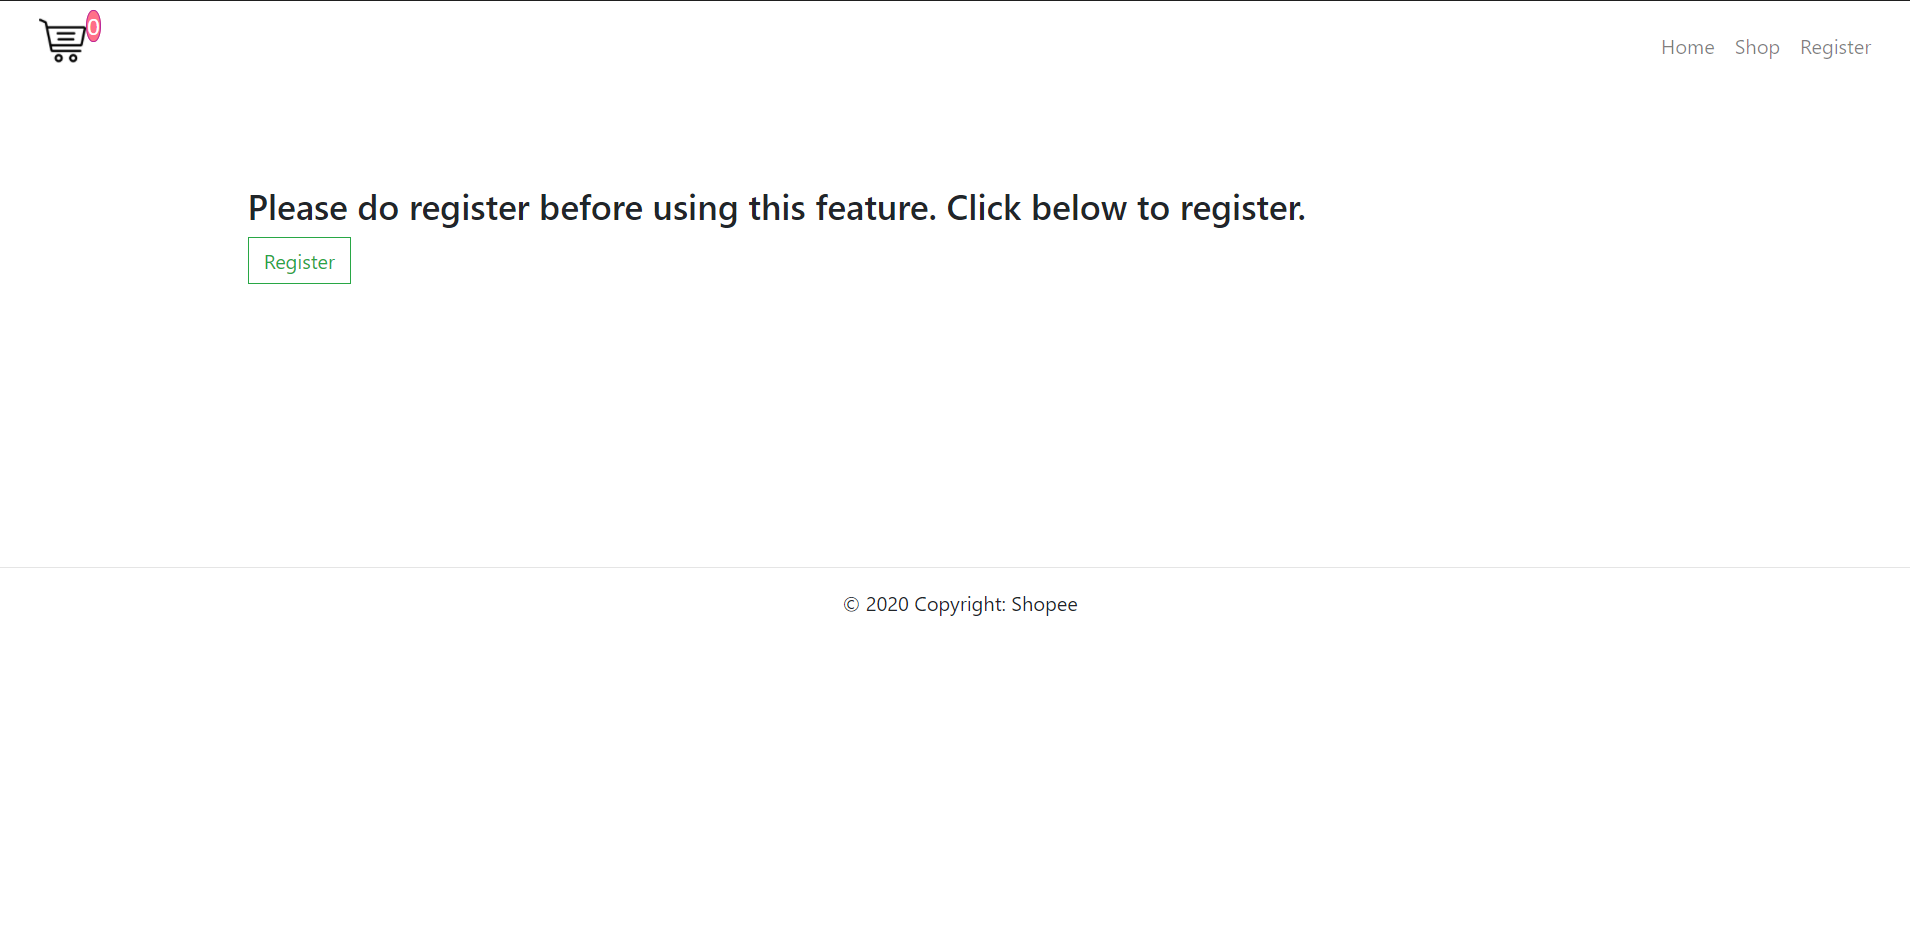 0
Home Shop Register
Please do register before using this feature. Click below to register.
Register
© 2020 Copyright: Shopee